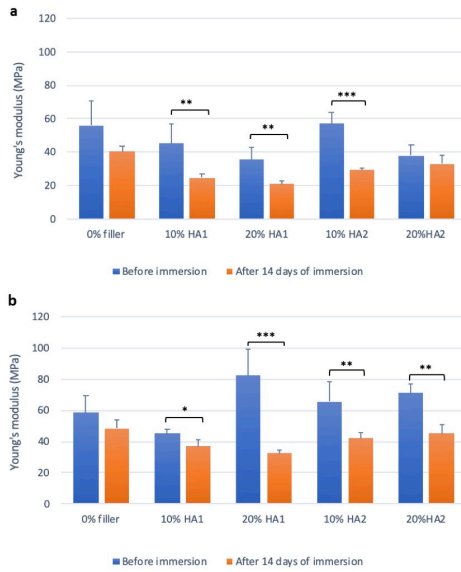 a
120
100
80
60
40
20
0
Young's modulus (MPa)
**
**
***
0% filler 10% HA1 20% HA1 10% HA2 20%HA2
Before immersion After 14 days of immersion
b
120
100
80
60
40
20
0
Young's modulus (MPa)
*
***
**
**
0% filler 10% HA1 20% HA1 10% HA2 20%HA2
Before immersion After 14 days of immersion